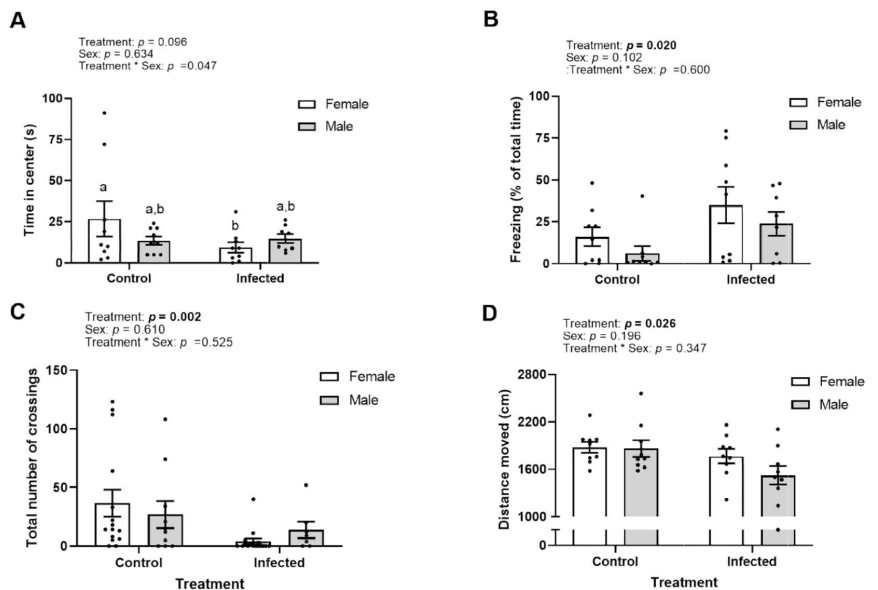 A
Treatment: p = 0.096
Sex: p = 0.634
Treatment * Sex: p =0.047
Time in center (s)
100
75
50
25
0
a
a,b
b
a,b
Female
Male
Control
Infected
B
Treatment: p = 0.020
Sex: p = 0.102
:Treatment * Sex: p =0.600
Freezing (% of total time)
100
75
50
25
0
Female
Male
Control
Infected
C
Treatment: p = 0.002
Sex: p = 0.610
Treatment * Sex: p =0.525
Total number of crossings
150
100
50
0
Female
Male
Control
Infected
Treatment
D
Treatment: p = 0.026
Sex: p = 0.196
Treatment * Sex: p = 0.347
Distance moved (cm)
2800
2200
1600
1000
0
Female
Male
Control
Infected
Treatment